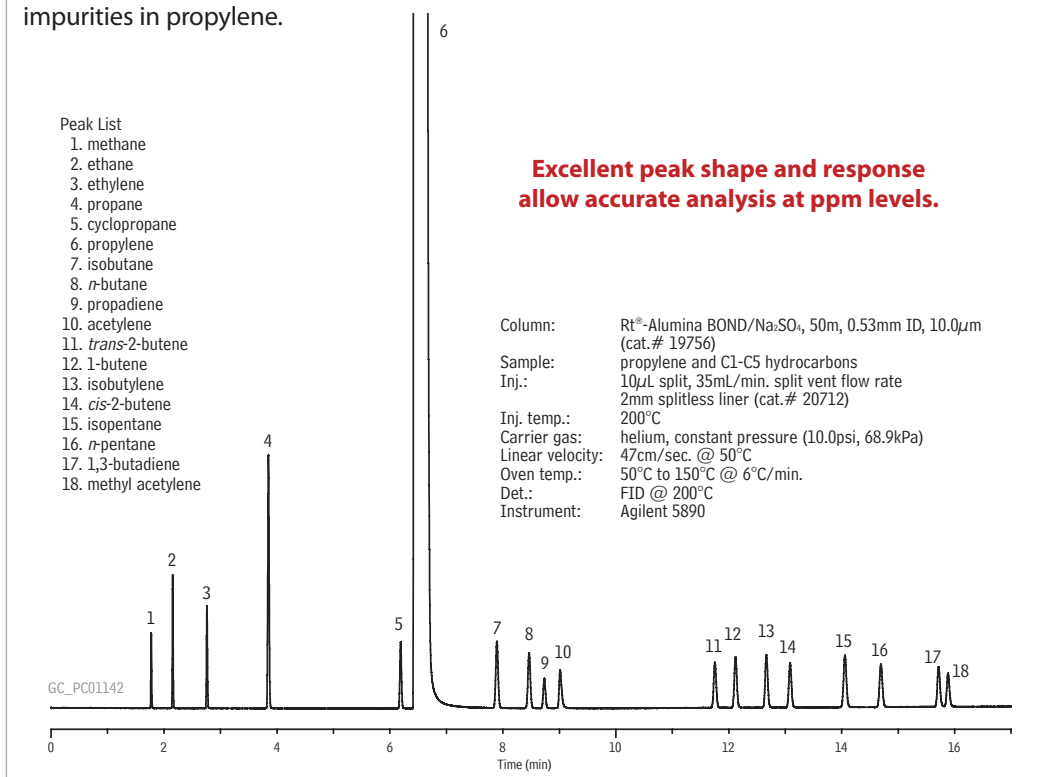 impurities in propylene.
6
Peak List
1. methane
2. ethane
3. ethylene
4. propane
5. cyclopropane
6. propylene
7. isobutane
8. n-butane
9. propadiene
10. acetylene
11. trans-2-butene
12. 1-butene
13. isobutylene
14. cis-2-butene
15. isopentane
16. n-pentane
17. 1,3-butadiene
18. methyl acetylene
Excellent peak shape and response
allow accurate analysis at ppm levels.
Column: Rt®-Alumina BOND/Na₂SO₄, 50m, 0.53mm ID, 10.0µm
(cat.# 19756)
Sample: propylene and C1-C5 hydrocarbons
Inj.: 10µL split, 35mL/min. split vent flow rate
2mm splitless liner (cat.# 20712)
Inj. temp.: 200°C
Carrier gas: helium, constant pressure (10.0psi, 68.9kPa)
Linear velocity: 47cm/sec. @ 50°C
Oven temp.: 50°C to 150°C @ 6°C/min.
Det.: FID @ 200°C
Instrument: Agilent 5890
1 2 3 4 5 7 8 9 10 11 12 13 14 15 16 17 18
GC_PC01142
0 2 4 6 8 10 12 14 16
Time (min)